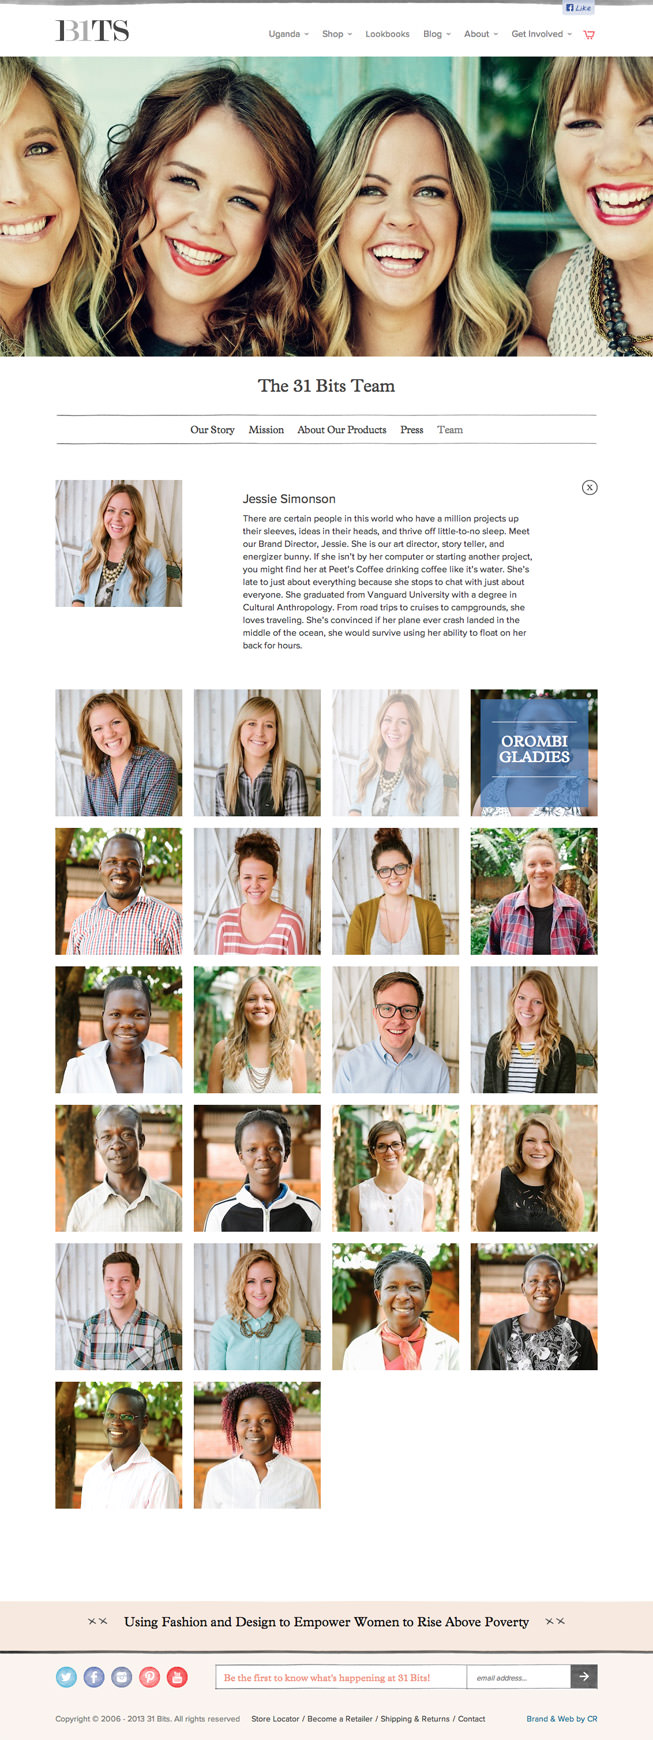 Like
31 BITS
Uganda Shop Lookbooks Blog About Get Involved
The 31 Bits Team
Our Story Mission About Our Products Press Team
Jessie Simonson
X
There are certain people in this world who have a million projects up
their sleeves, ideas in their heads, and thrive off little-to-no sleep. Meet
our Brand Director, Jessie. She is our art director, story teller, and
energizer bunny. If she isn't by her computer or starting another project,
you might find her at Peet's Coffee drinking coffee like it's water. She's
late to just about everything because she stops to chat with just about
everyone. She graduated from Vanguard University with a degree in
Cultural Anthropology. From road trips to cruises to campgrounds, she
loves traveling. She's convinced if her plane ever crash landed in the
middle of the ocean, she would survive using her ability to float on her
back for hours.
OROMBI
GLADIES
Using Fashion and Design to Empower Women to Rise Above Poverty
Be the first to know what's happening at 31 Bits! email address...
Copyright © 2006 - 2013 31 Bits. All rights reserved Store Locator / Become a Retailer / Shipping & Returns / Contact Brand & Web by CR